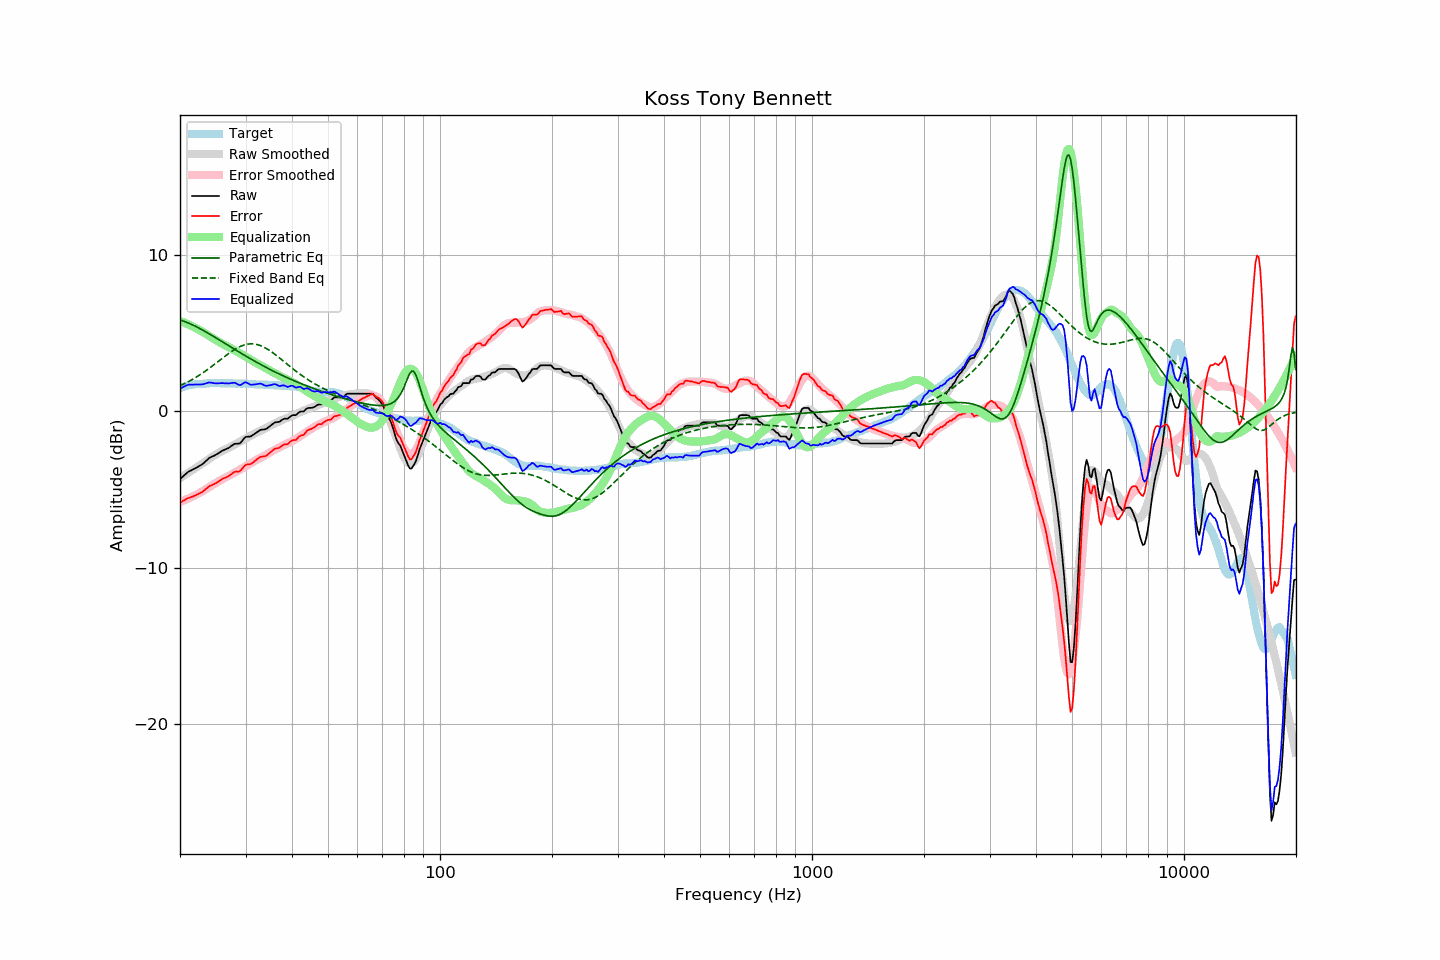 Koss Tony Bennett
Target
Raw Smoothed
Error Smoothed
Raw
Error
Equalization
Parametric Eq
Fixed Band Eq
Equalized
10
0
−10
−20
Amplitude (dBr)
100
1000
10000
Frequency (Hz)